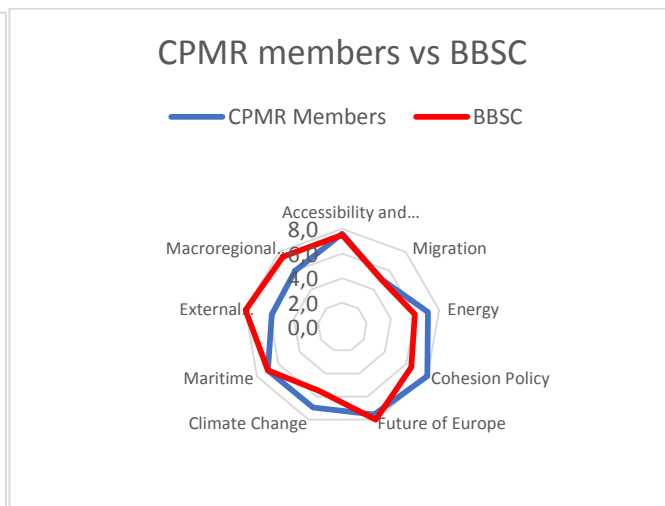 CPMR members vs BBSC
CPMR Members
BBSC
Accessibility and...
8,0
Macroregional...
6,0
Migration
4,0
External...
2,0
Energy
0,0
Maritime
Cohesion Policy
Climate Change
Future of Europe